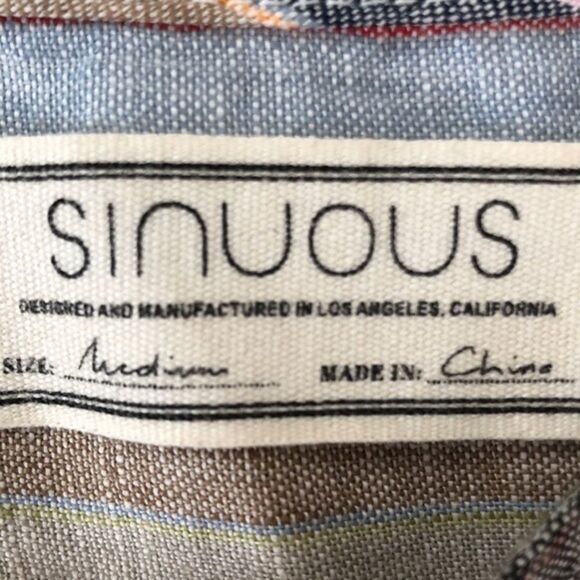 SINUOUS
DESIGNED AND MANUFACTURED IN LOS ANGELES, CALIFORNIA
SIZE: Medium MADE IN: China